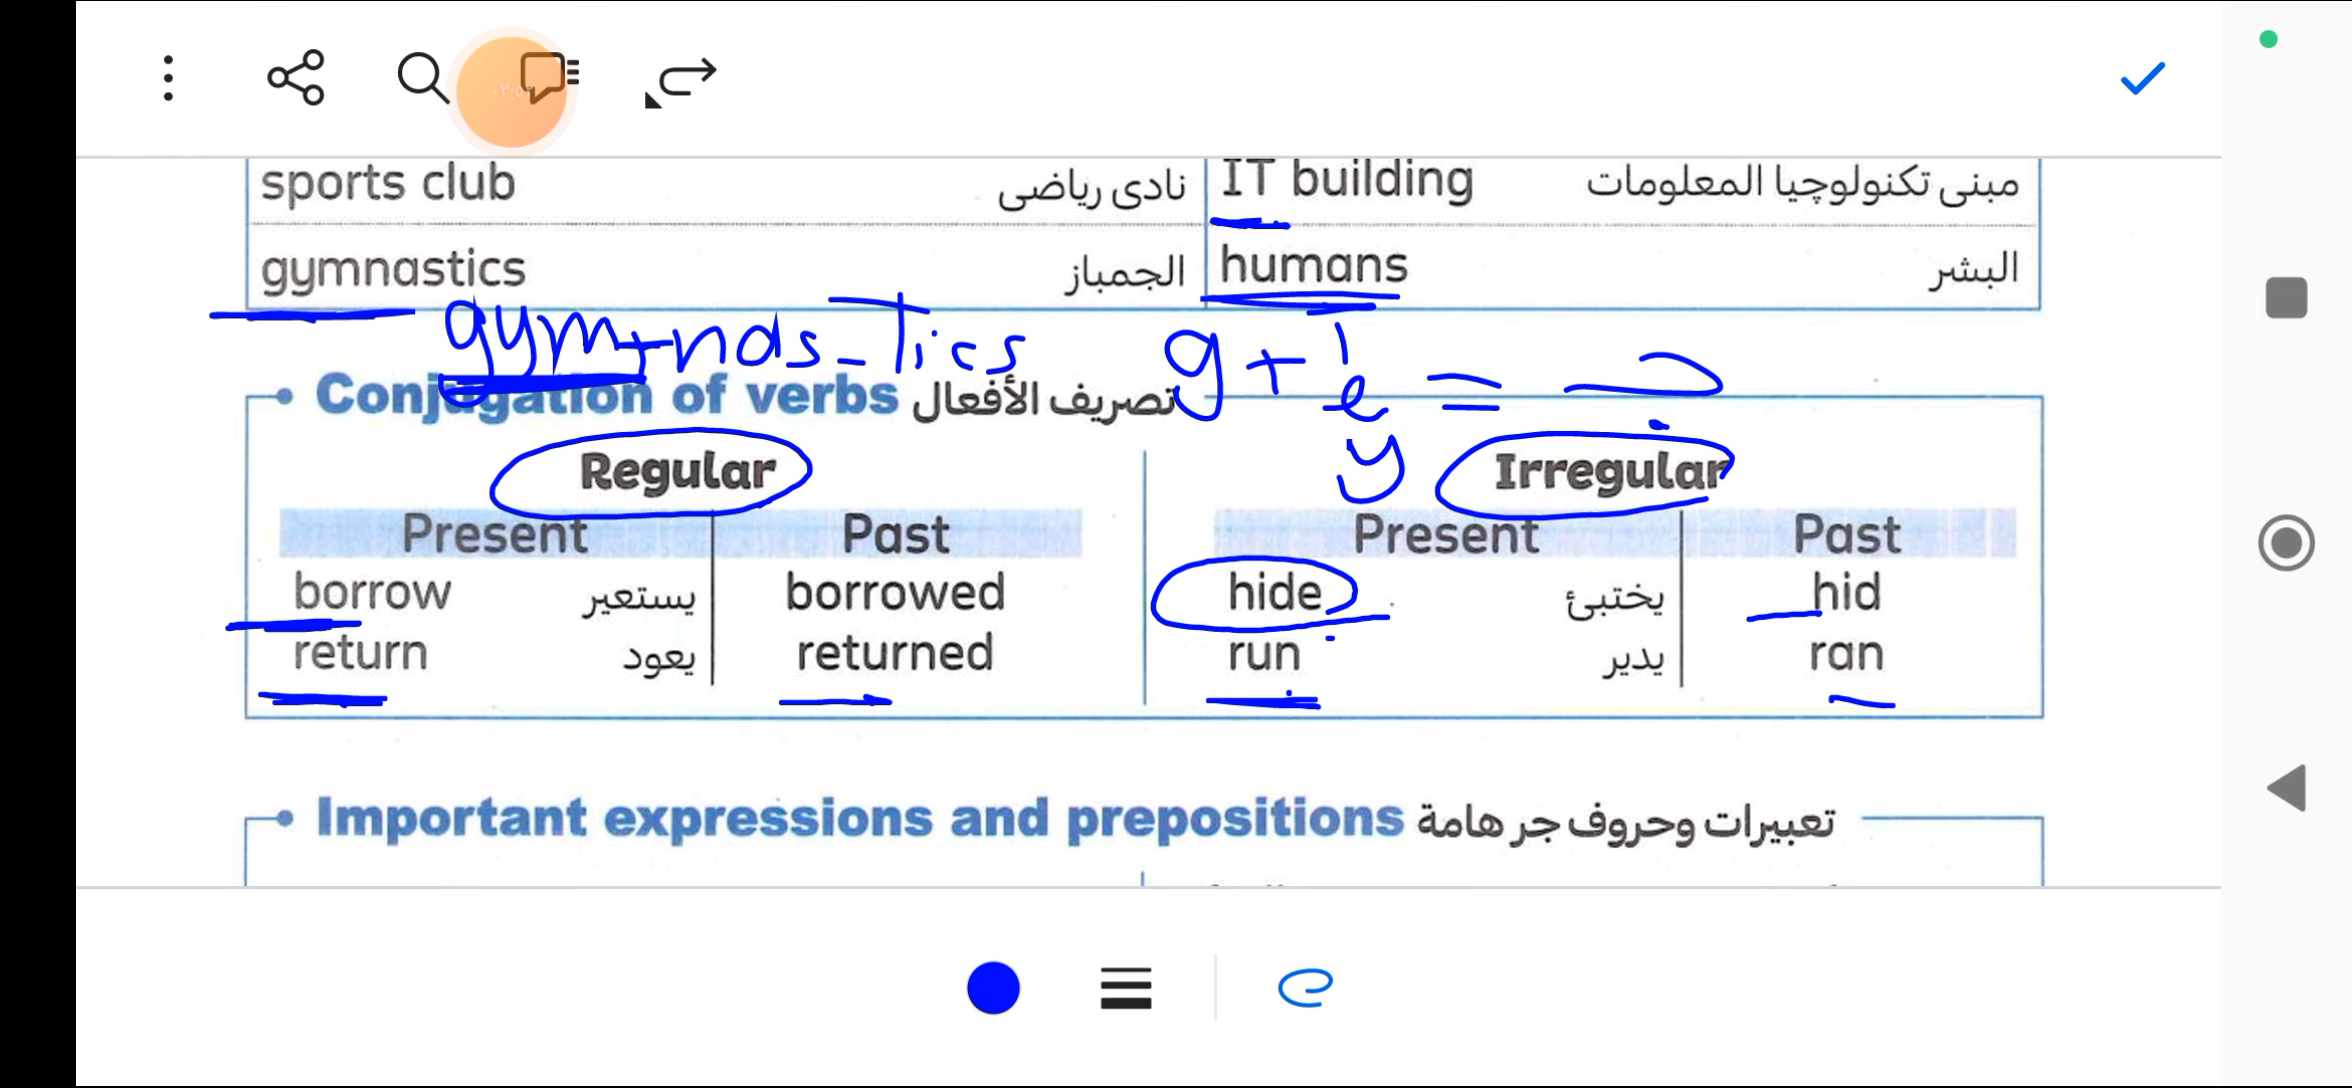 sports club نادى رياضى IT building مبنى تكنولوچيا المعلومات
gymnastics الجمباز humans البشر
gym+nas-Tics g + i = ج
e
y
Conjugation of verbs تصريف الأفعال
Regular Irregular
Present Past Present Past
borrow يستعير borrowed hide يختبئ hid
return يعود returned run يدير ran
Important expressions and prepositions تعبيرات وحروف جر هامة